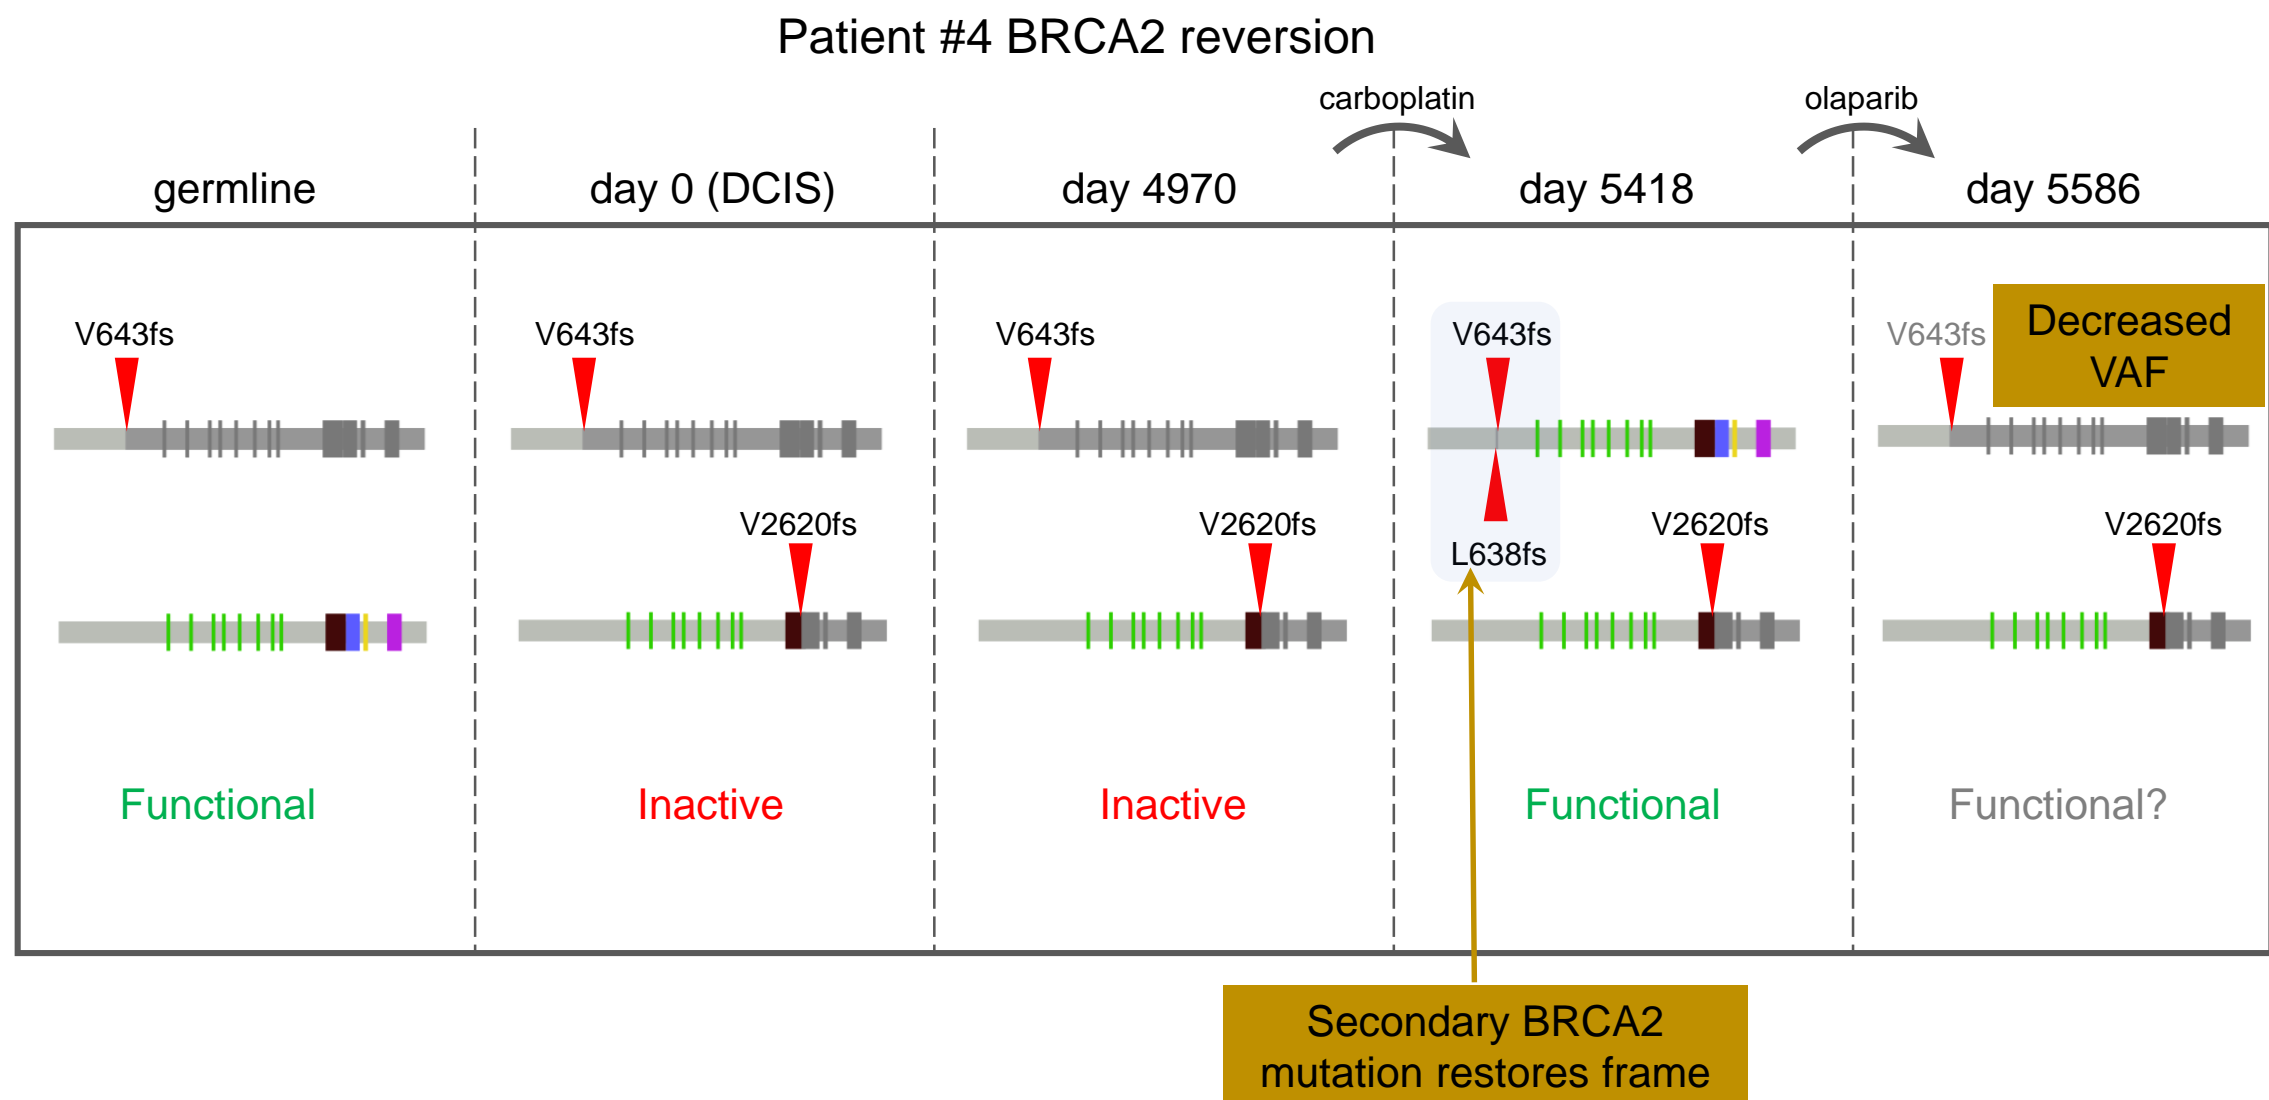 Patient #4 BRCA2 reversion
carboplatin
olaparib
germline
day 0 (DCIS)
day 4970
day 5418
day 5586
V643fs
V643fs
V643fs
V643fs
V643fs
Decreased
VAF
V2620fs
V2620fs
L638fs
V2620fs
V2620fs
Functional
Inactive
Inactive
Functional
Functional?
Secondary BRCA2
mutation restores frame